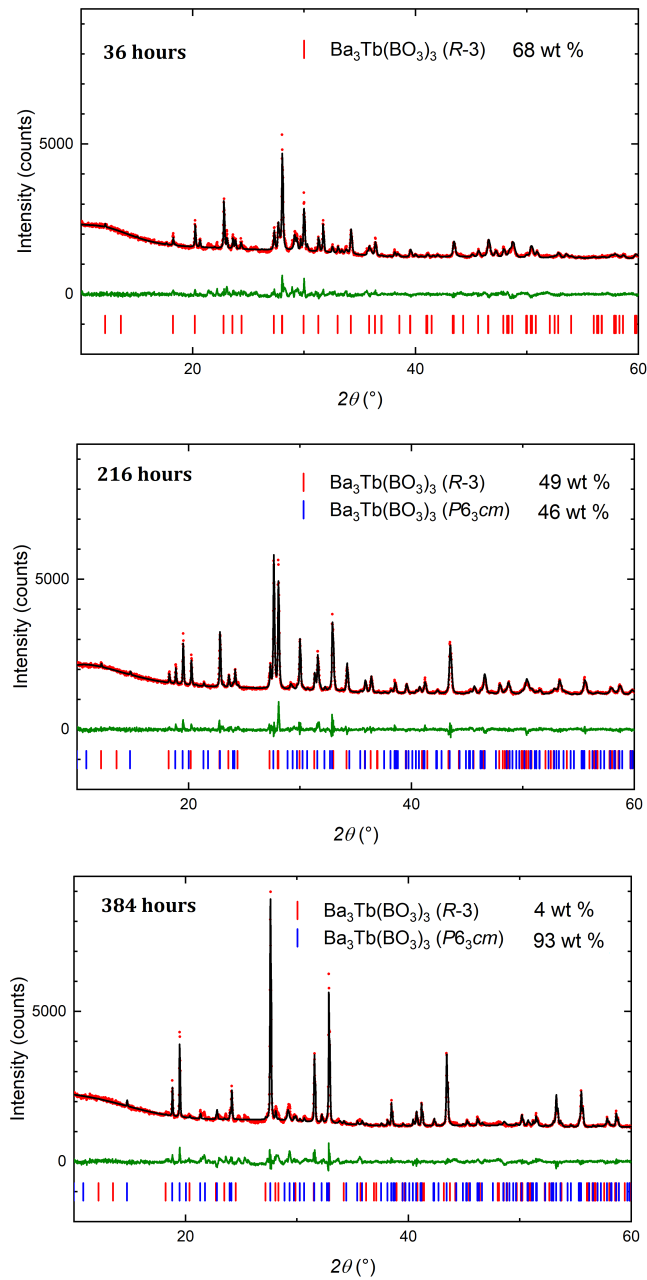 36 hours
Ba₃Tb(BO₃)₃ (R-3) 68 wt %
Intensity (counts)
5000
0
20 40 60
2θ (°)
216 hours
Ba₃Tb(BO₃)₃ (R-3) 49 wt %
Ba₃Tb(BO₃)₃ (P6₃cm) 46 wt %
Intensity (counts)
5000
0
20 40 60
2θ (°)
384 hours
Ba₃Tb(BO₃)₃ (R-3) 4 wt %
Ba₃Tb(BO₃)₃ (P6₃cm) 93 wt %
Intensity (counts)
5000
0
20 40 60
2θ (°)